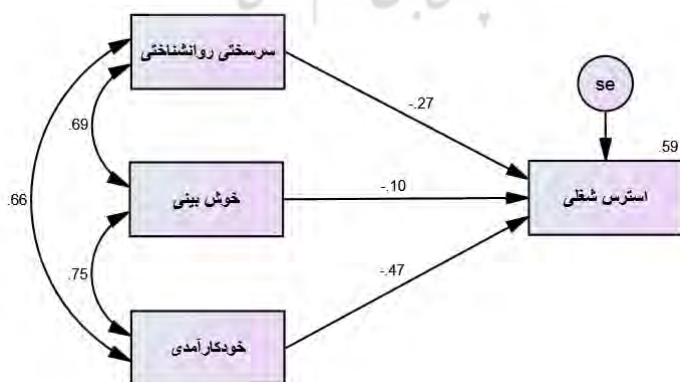 سرسختی روانشناختی
-.27
se
.69
.59
.66
خوش بینی
-.10
استرس شغلی
.75
-.47
خودکارآمدی